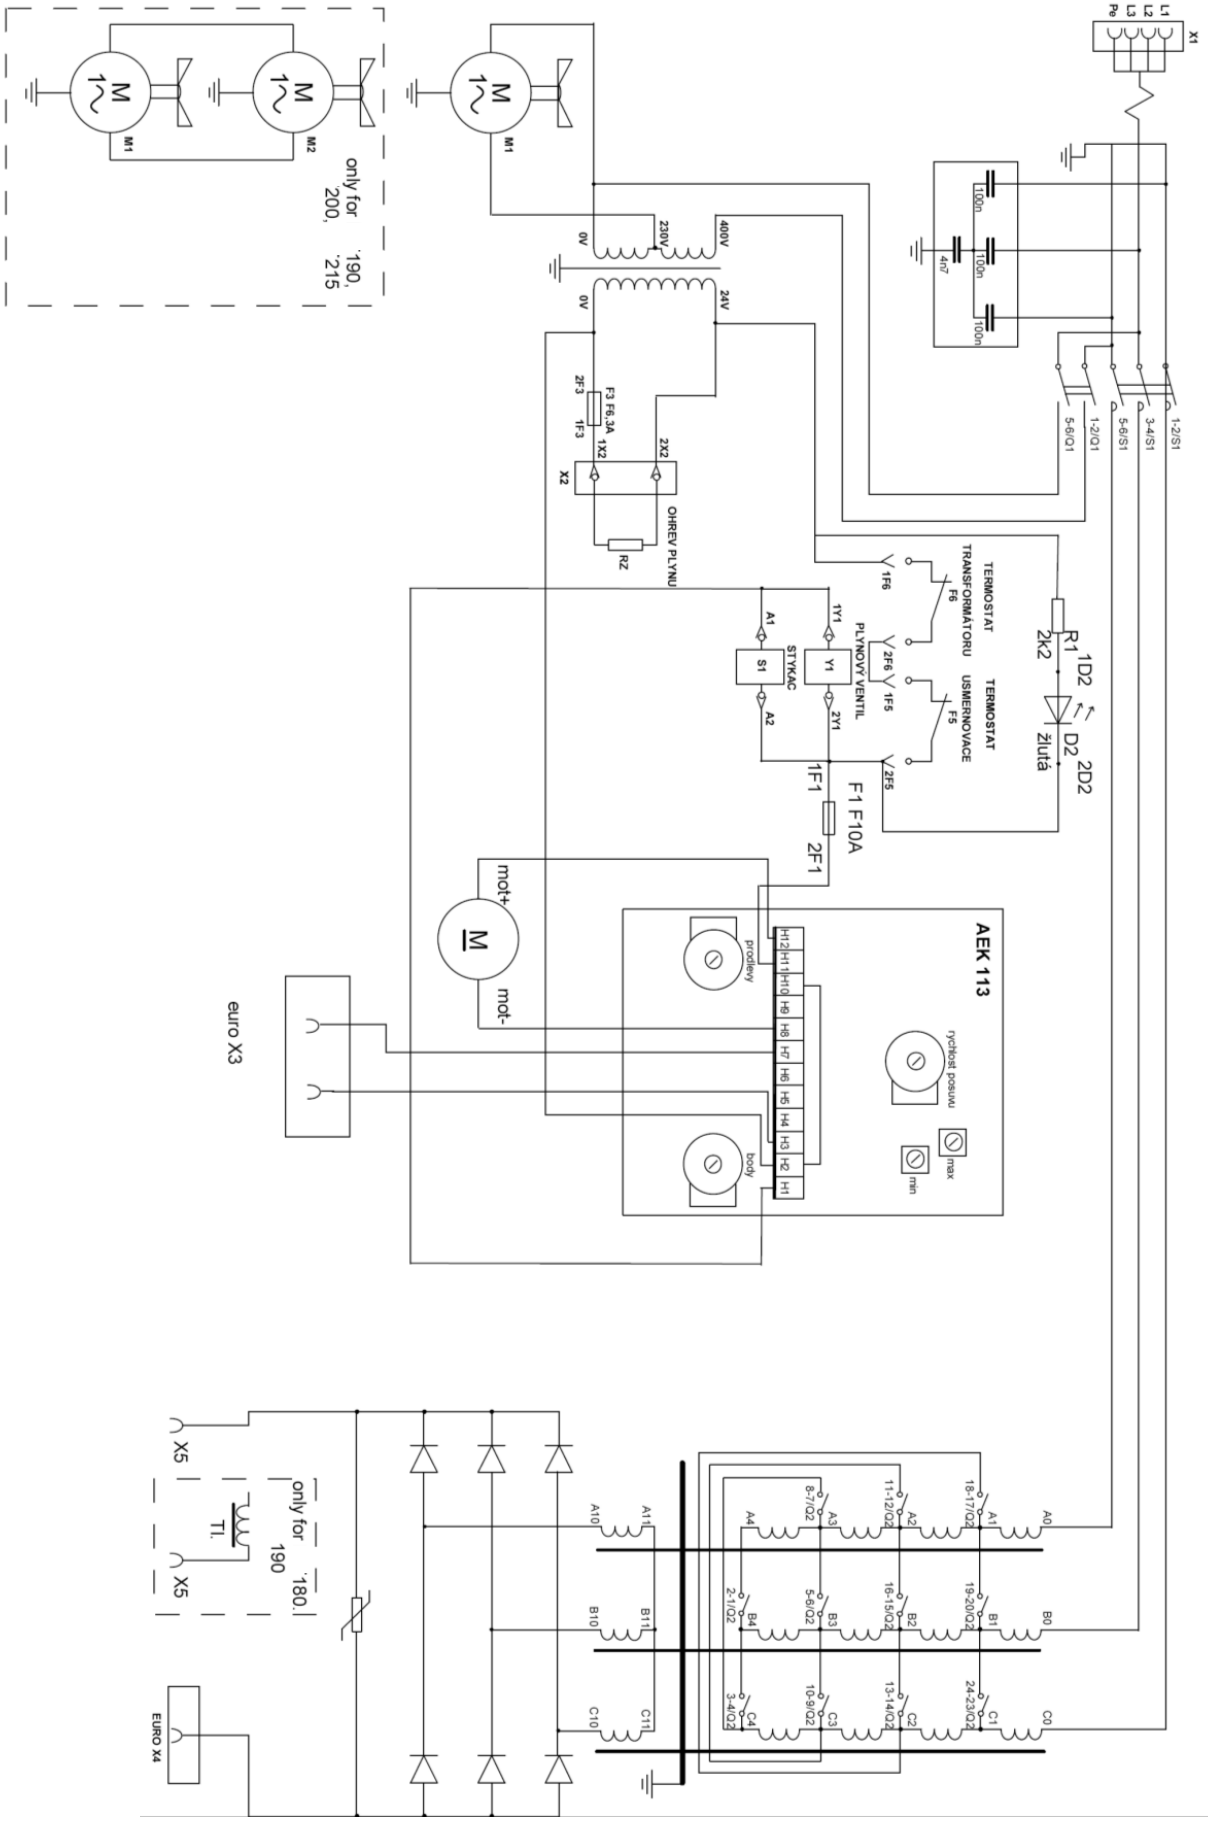 X1
L1
L2
L3
Pe
M
1
M1
M
1
M2
M
1
M1
only for '190,
'200, '215
100n
100n
100n
4n7
400V
230V
0V
24V
0V
1-2/S1
3-4/S1
5-6/S1
1-2/Q1
5-6/Q1
F3 F6,3A
2F3
1F3
1X2
2X2
X2
OHREV PLYNU
RZ
TERMOSTAT
TRANSFORMÁTORU
F6
1F6
2F6
TERMOSTAT
USMERNOVACE
F5
1F5
2F5
R1
2k2
1D2
D2
2D2
žlutá
PLYNOVÝ VENTIL
1Y1
Y1
2Y1
STYKAC
A1
S1
A2
1F1
F1 F10A
2F1
mot+
M
mot-
AEK 113
prodlevy
rychlost posuvu
max
min
body
H12
H11
H10
H9
H8
H7
H6
H5
H4
H3
H2
H1
euro X3
A0
B0
C0
18-17/Q2
A1
19-20/Q2
B1
24-23/Q2
C1
11-12/Q2
A2
16-15/Q2
B2
13-14/Q2
C2
8-7/Q2
A3
5-6/Q2
B3
10-9/Q2
C3
A4
2-1/Q2
B4
3-4/Q2
C4
A11
A10
B11
B10
C11
C10
X5
only for '180.
190
Tl.
X5
EURO X4